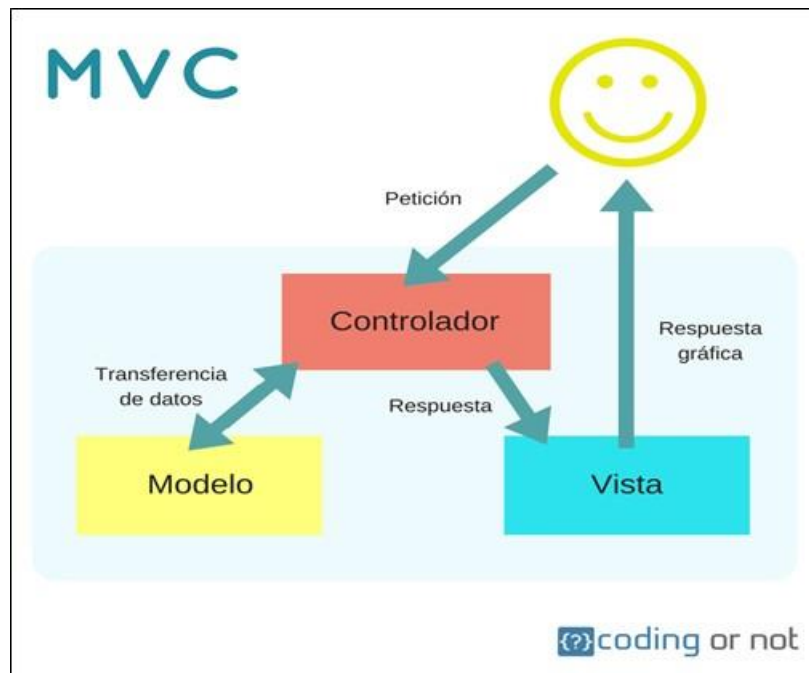 MVC
Petición
Controlador
Respuesta
gráfica
Transferencia
de datos
Respuesta
Modelo
Vista
{?}coding or not